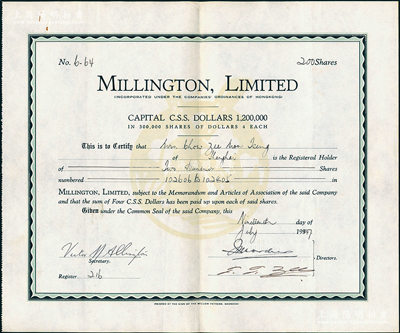 No. 6-64
200 Shares
MILLINGTON, LIMITED
(INCORPORATED UNDER THE COMPANIES' ORDINANCES OF HONGKONG)
CAPITAL C.S.S. DOLLARS 1,200,000
IN 300,000 SHARES OF DOLLARS 4 EACH
This is to Certify that
of Shanghai is the Registered Holder
of Two Hundred Shares
numbered in
MILLINGTON, LIMITED, subject to the Memorandum and Articles of Association of the said Company
and that the sum of Four C.S.S. Dollars has been paid up upon each of said shares.
Given under the Common Seal of the said Company, this
Nineteenth day of
July
Secretary.
Directors.
Register 216